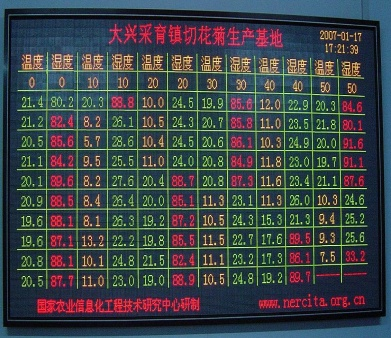 大兴采育镇切花菊生产基地 2007-01-17
17:21:39
温度 湿度 温度 湿度 温度 湿度 温度 湿度 温度 湿度 温度 湿度
0 0 10 10 20 20 30 30 40 40 50 50
21.4 80.2 20.3 88.8 10.0 24.5 19.9 85.6 12.0 22.9 20.3 84.6
21.2 82.4 8.2 26.1 10.5 24.3 20.7 85.8 11.0 23.5 21.8 80.1
20.5 85.6 5.7 28.6 10.4 24.5 20.6 86.1 10.3 24.9 20.0 91.6
21.1 84.2 9.5 25.5 11.0 24.0 20.8 84.9 11.8 23.0 19.7 91.1
20.1 89.6 8.2 27.6 20.4 88.7 20.8 87.3 11.6 23.4 21.1 87.6
20.9 88.5 8.4 26.4 20.0 85.1 11.3 23.1 11.3 26.0 10.3 24.6
19.6 88.1 8.1 26.3 19.2 87.2 10.5 24.3 15.3 21.3 9.4 25.2
19.6 87.1 13.2 22.2 19.8 85.5 11.5 22.7 17.6 89.5 9.3 25.6
20.8 88.1 10.1 24.8 21.5 82.4 11.1 23.2 17.3 86.1 7.5 33.2
20.5 87.7 11.0 23.0 19.0 88.9 10.5 24.8 19.2 89.7 ---- ----
国家农业信息化工程技术研究中心研制 www.nercita.org.cn